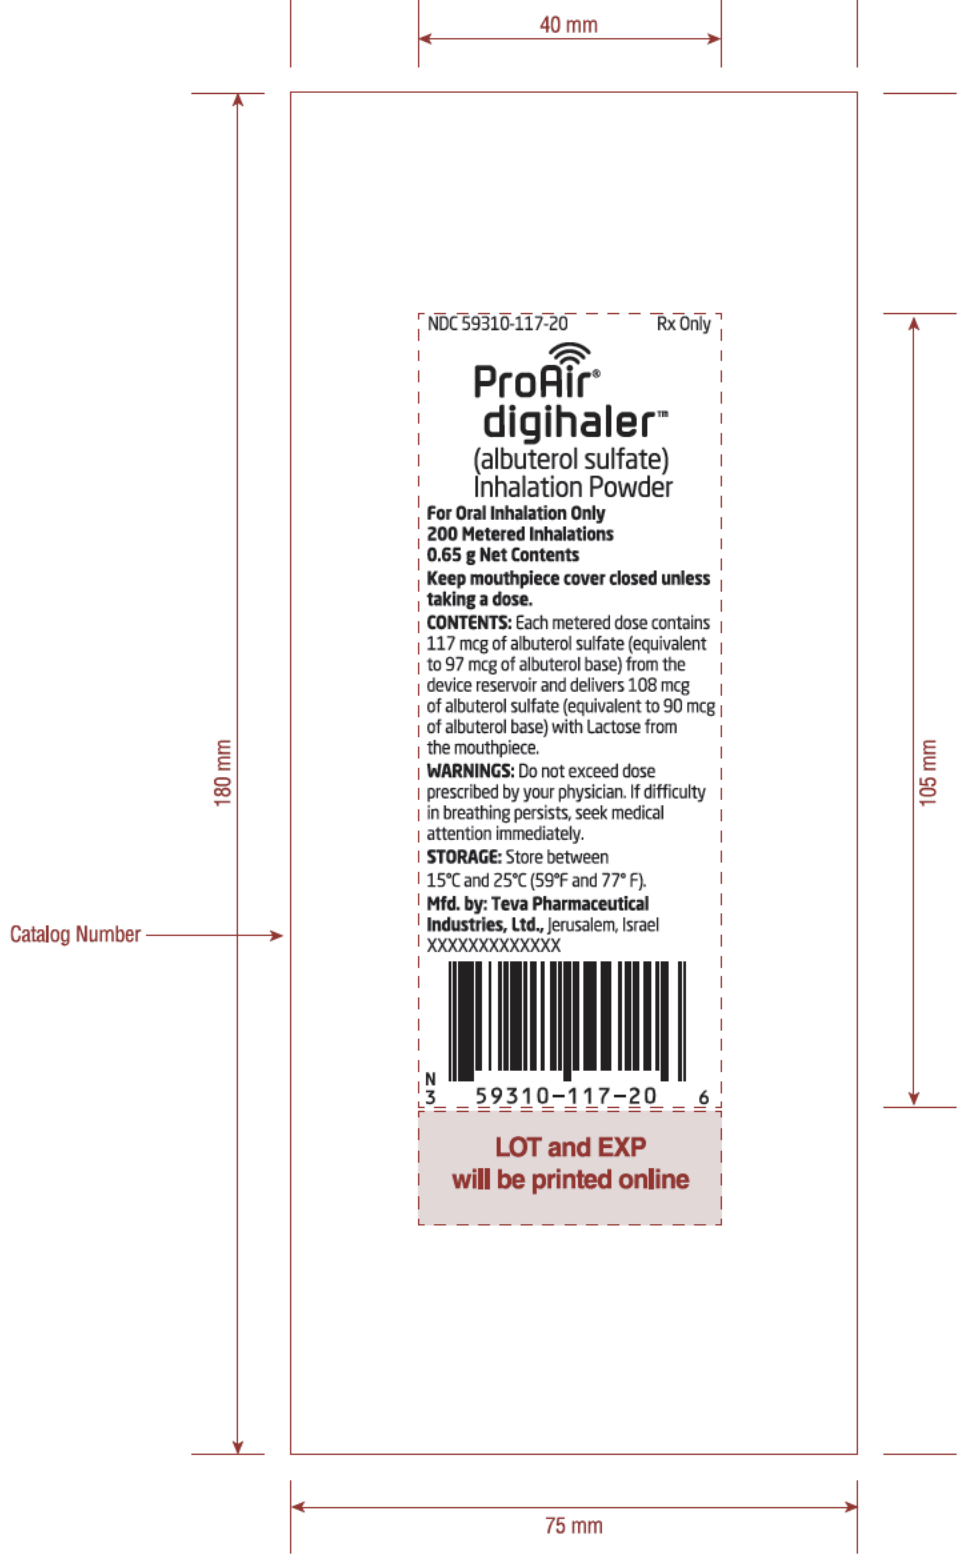 40 mm
NDC 59310-117-20 Rx Only
ProAir®
digihaler™
(albuterol sulfate)
Inhalation Powder
For Oral Inhalation Only
200 Metered Inhalations
0.65 g Net Contents
Keep mouthpiece cover closed unless
taking a dose.
CONTENTS: Each metered dose contains
117 mcg of albuterol sulfate (equivalent
to 97 mcg of albuterol base) from the
device reservoir and delivers 108 mcg
of albuterol sulfate (equivalent to 90 mcg
of albuterol base) with Lactose from
the mouthpiece.
WARNINGS: Do not exceed dose
prescribed by your physician. If difficulty
in breathing persists, seek medical
attention immediately.
STORAGE: Store between
15°C and 25°C (59°F and 77° F).
Mfd. by: Teva Pharmaceutical
Industries, Ltd., Jerusalem, Israel
XXXXXXXXXXXXX
N
3 59310-117-20 6
LOT and EXP
will be printed online
180 mm
105 mm
Catalog Number
75 mm